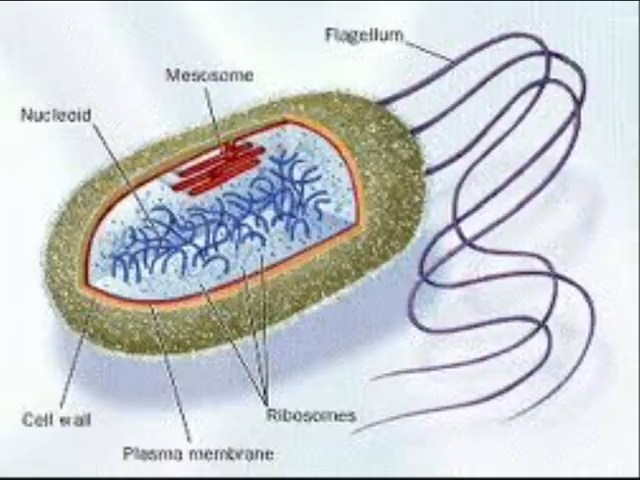 Flagellum
Mesosome
Nucleoid
Cell wall
Ribosomes
Plasma membrane